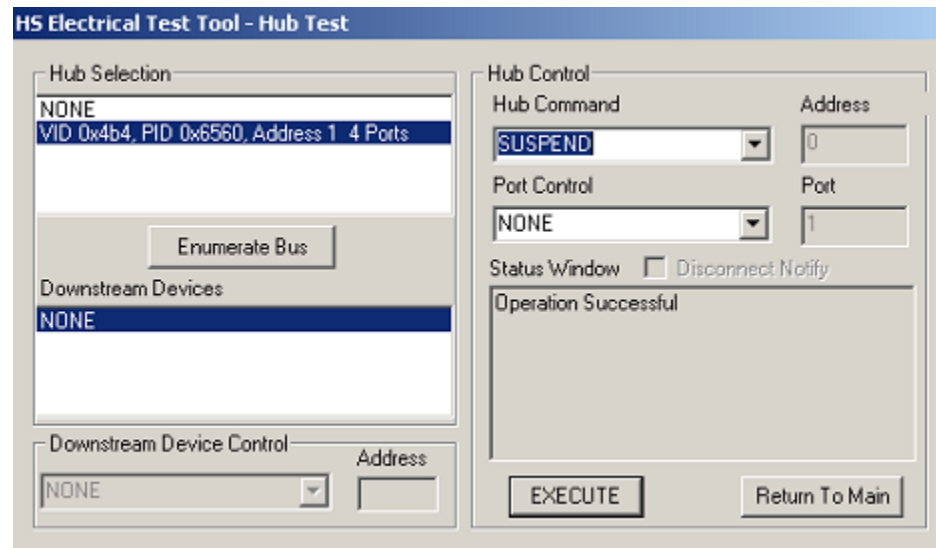 HS Electrical Test Tool - Hub Test
Hub Selection
NONE
VID 0x4b4, PID 0x6560, Address 1 4 Ports
Enumerate Bus
Downstream Devices
NONE
Downstream Device Control
Address
NONE
Hub Control
Hub Command Address
SUSPEND 0
Port Control Port
NONE 1
Status Window Disconnect Notify
Operation Successful
EXECUTE Return To Main